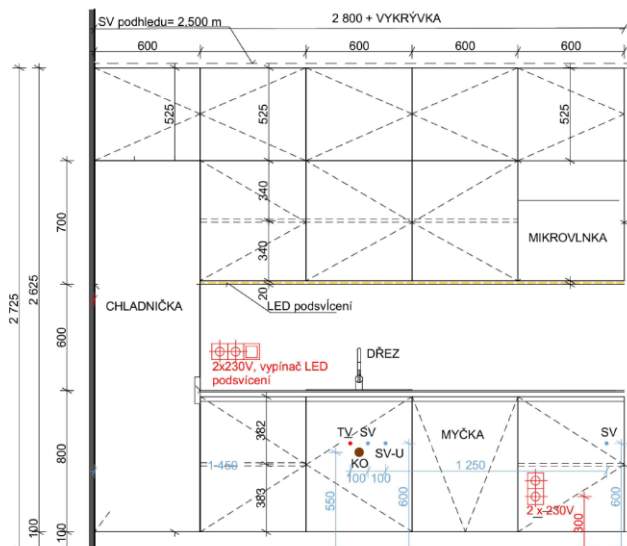 SV podhledu= 2,500 m
2 800 + VYKRÝVKA
600
600
600
600
525
525
525
340
700
340
MIKROVLNKA
2 625
2 725
20
CHLADNIČKA
LED podsvícení
600
DŘEZ
2x230V, vypínač LED
podsvícení
382
TV SV
MYČKA
SV
SV-U
KO
1 450
1 250
800
100 100
383
550
600
2 x 230V
600
300
100
100